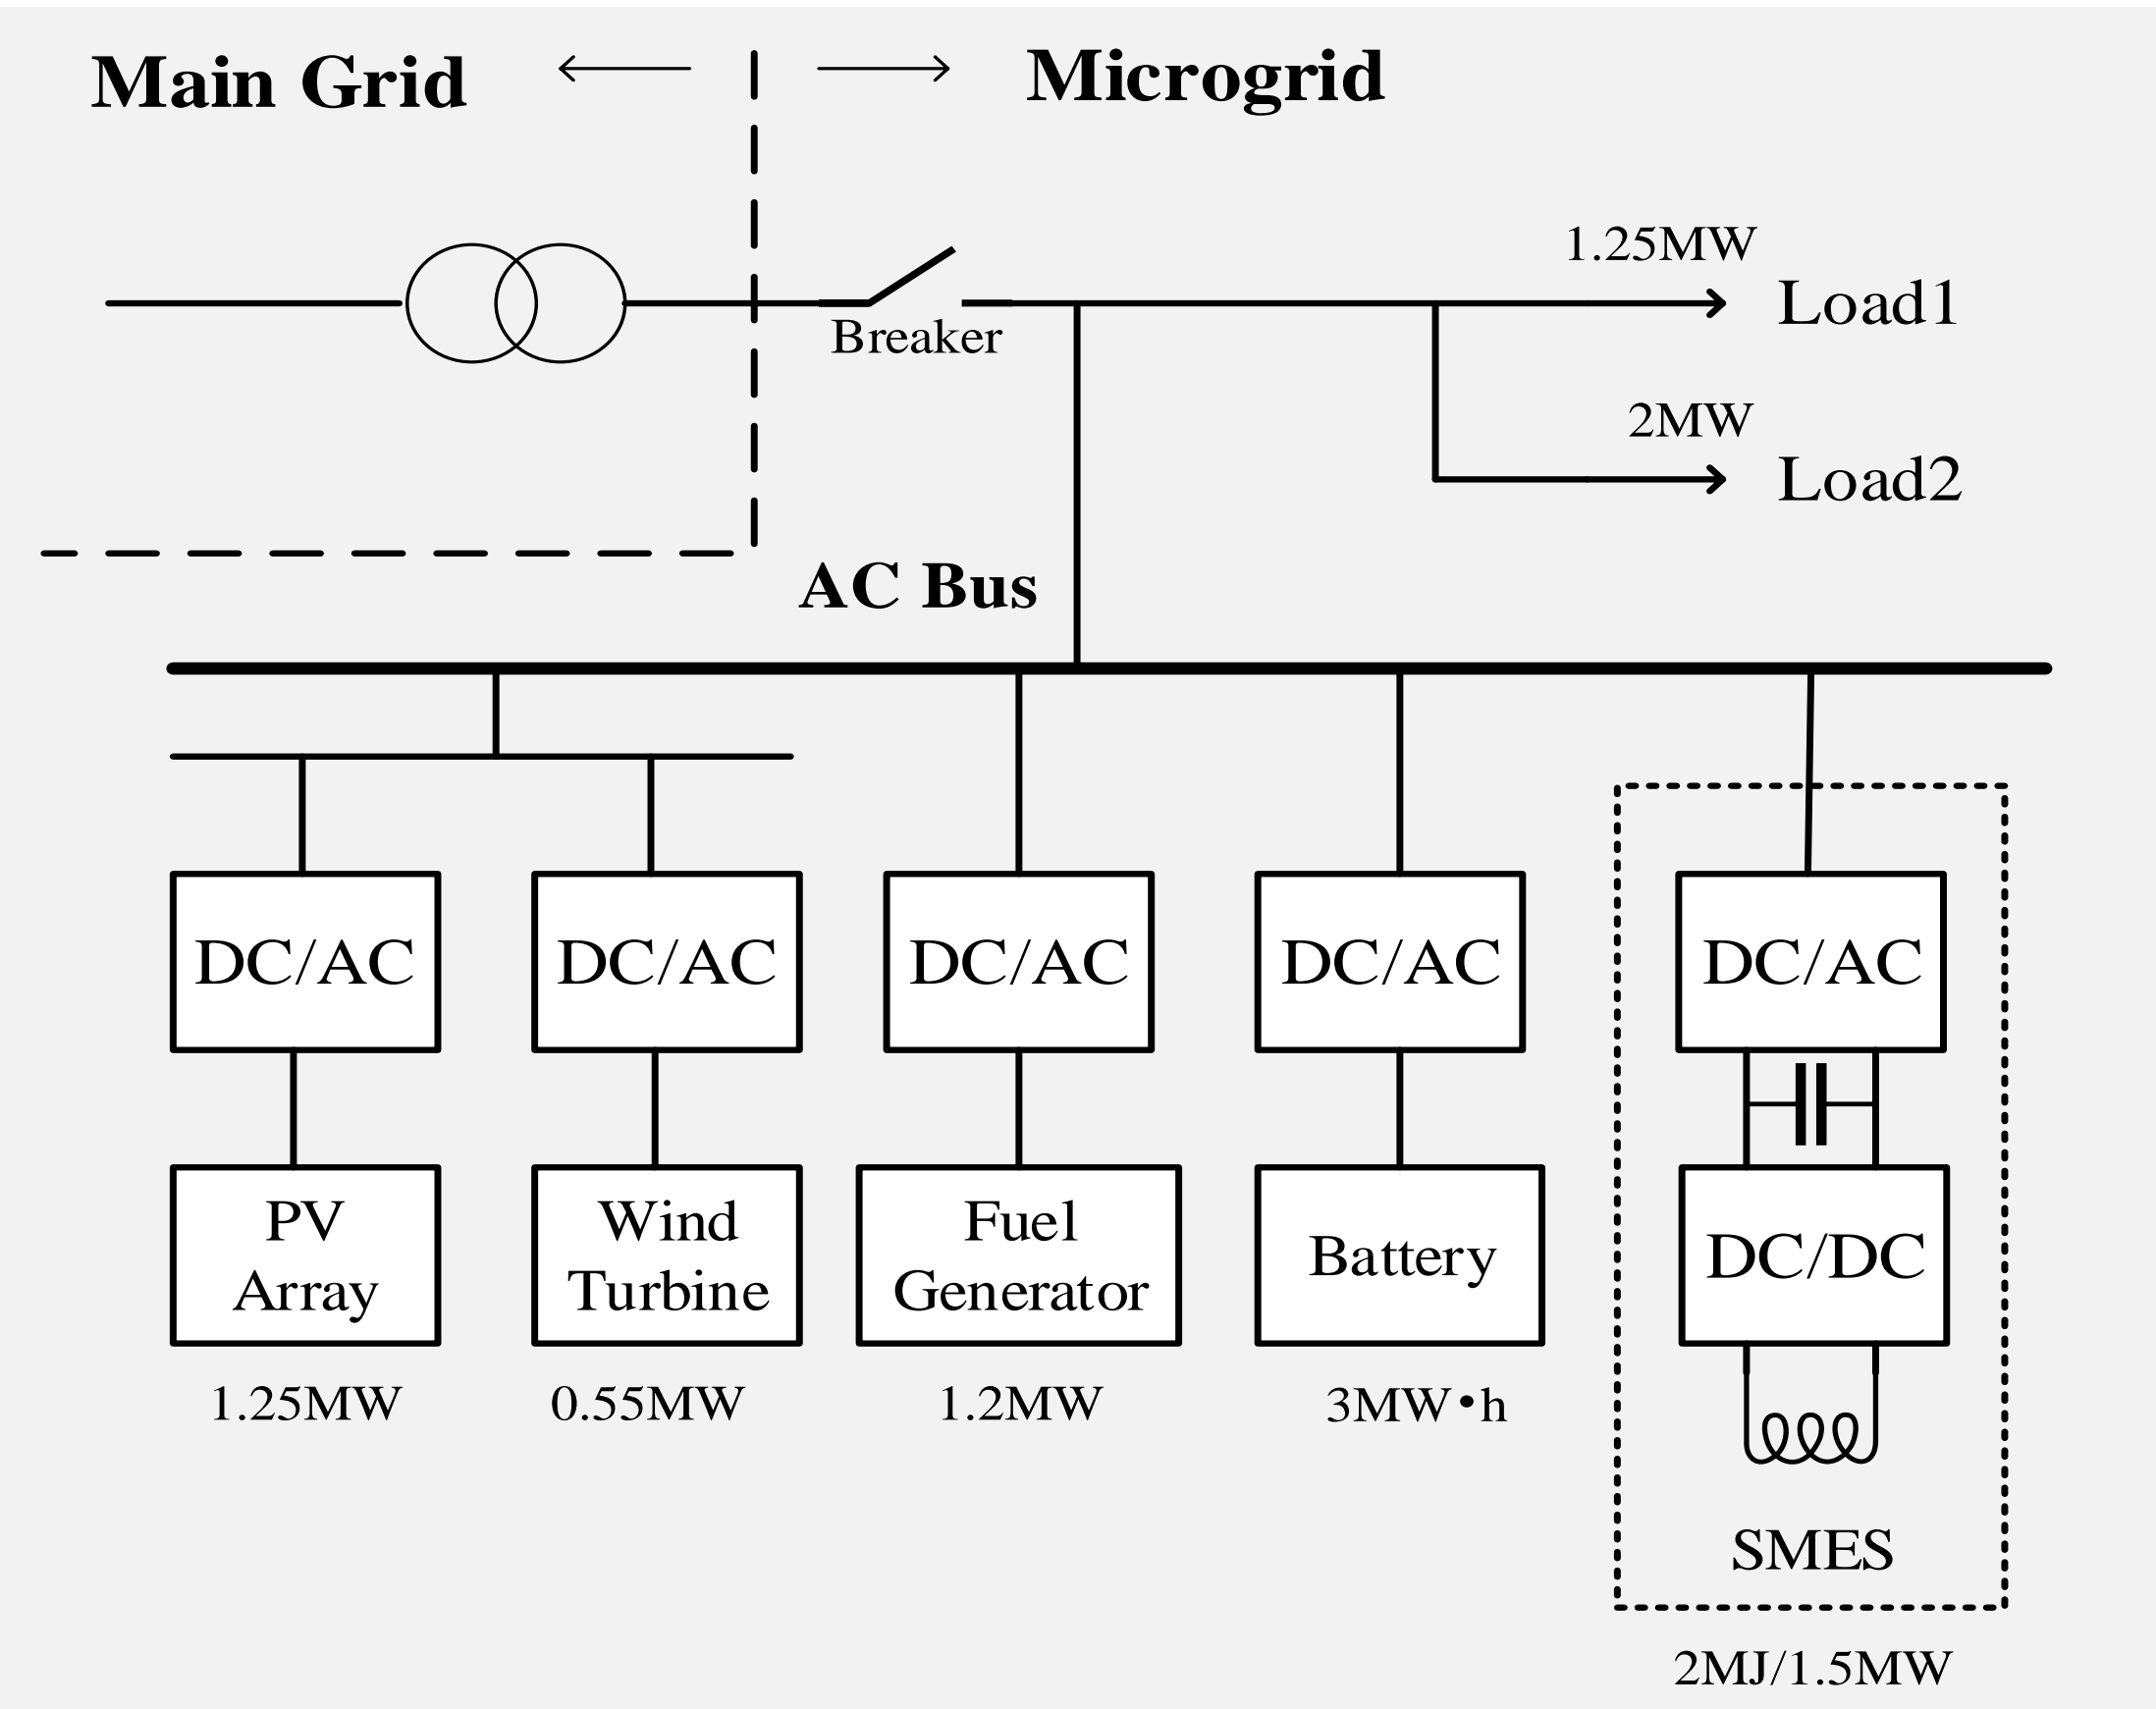 Main Grid
Microgrid
1.25MW
Load1
Breaker
2MW
Load2
AC Bus
DC/AC
DC/AC
DC/AC
DC/AC
DC/AC
PV
Array
Wind
Turbine
Fuel
Generator
Battery
DC/DC
1.25MW
0.55MW
1.2MW
3MW•h
SMES
2MJ/1.5MW